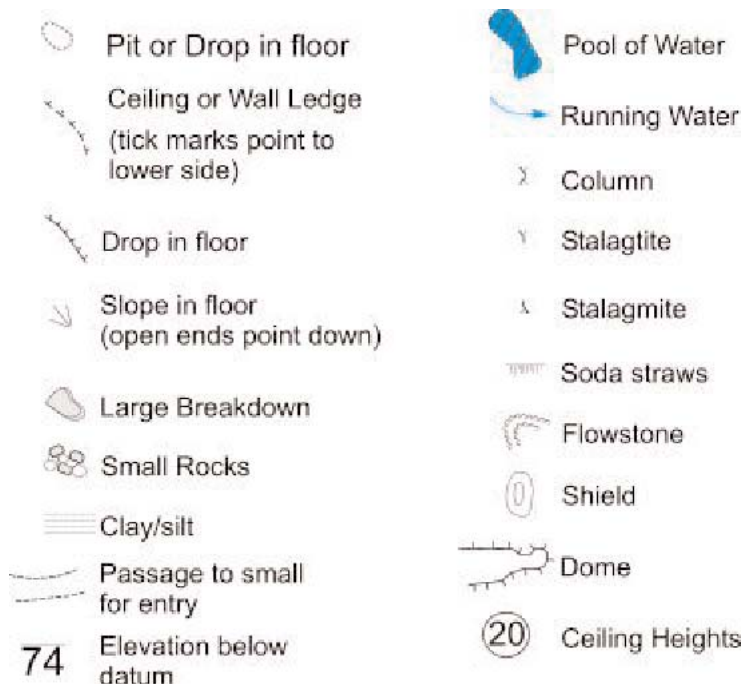 Pit or Drop in floor
Ceiling or Wall Ledge
(tick marks point to
lower side)
Drop in floor
Slope in floor
(open ends point down)
Large Breakdown
Small Rocks
Clay/silt
Passage to small
for entry
74
Elevation below
datum
Pool of Water
Running Water
Column
Stalagtite
Stalagmite
Soda straws
Flowstone
Shield
Dome
20
Ceiling Heights